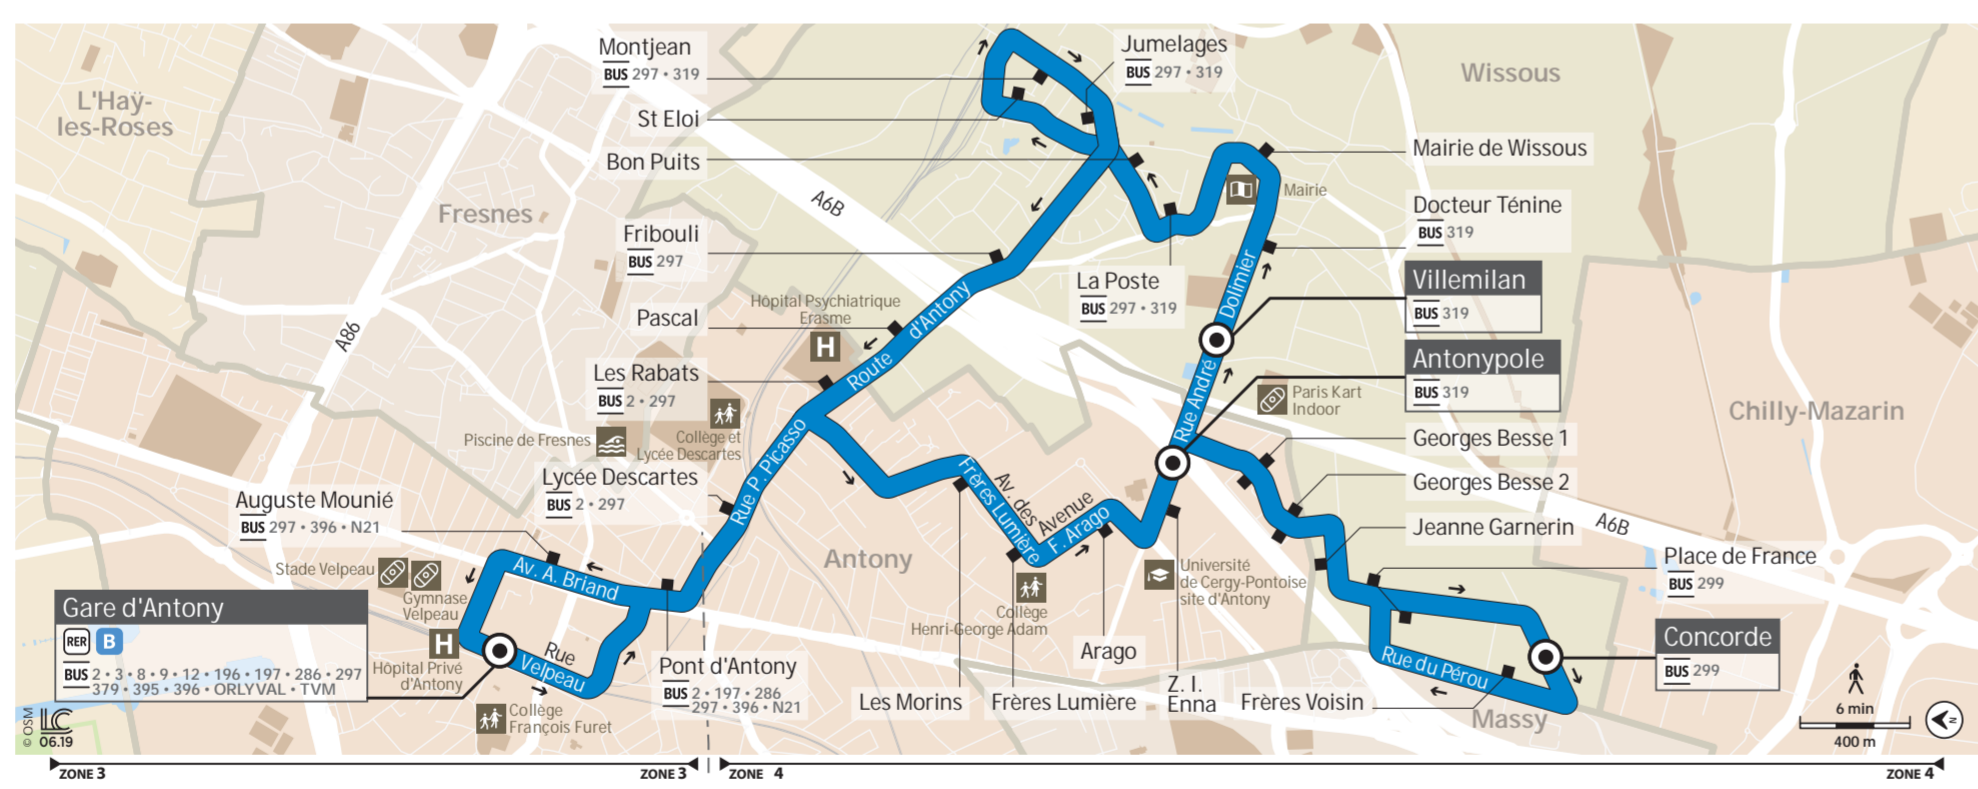 Montjean
BUS 297 • 319
St Eloi
Bon Puits
Fribouli
BUS 297
Pascal
Les Rabats
BUS 2 • 297
Lycée Descartes
BUS 2 • 297
Auguste Mounié
BUS 297 • 396 • N21
Gare d'Antony
RER B
BUS 2 • 3 • 8 • 9 • 12 • 196 • 197 • 286 • 297
379 • 395 • 396 • ORLYVAL • TVM
Jumelages
BUS 297 • 319
La Poste
BUS 297 • 319
Mairie de Wissous
Docteur Ténine
BUS 319
Villemilan
BUS 319
Antonypole
BUS 319
Georges Besse 1
Georges Besse 2
Jeanne Garnerin
Place de France
BUS 299
Concorde
BUS 299
Pont d'Antony
BUS 2 • 197 • 286
297 • 396 • N21
Les Morins
Frères Lumière
Arago
Z. I.
Enna
Frères Voisin
L'Haÿ-
les-Roses
Fresnes
Antony
Wissous
Chilly-Mazarin
Massy
A86
A6B
A6B
Hôpital Psychiatrique
Erasme
H
Piscine de Fresnes
Collège et
Lycée Descartes
Stade Velpeau
Gymnase
Velpeau
H
Hôpital Privé
d'Antony
Collège
François Furet
Collège
Henri-George Adam
Université
de Cergy-Pontoise
site d'Antony
Paris Kart
Indoor
Mairie
Route d'Antony
Rue P. Picasso
Av. A. Briand
Rue
Velpeau
Av. des
Frères Lumière
Avenue
F. Arago
Rue André Dolimier
Rue du Pérou
6 min
400 m
N
© OSM
LC
06.19
ZONE 3
ZONE 3
ZONE 4
ZONE 4